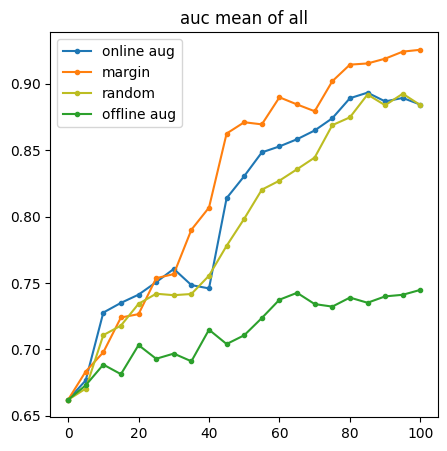 auc mean of all
online aug
margin
random
offline aug
0.90
0.85
0.80
0.75
0.70
0.65
0 20 40 60 80 100